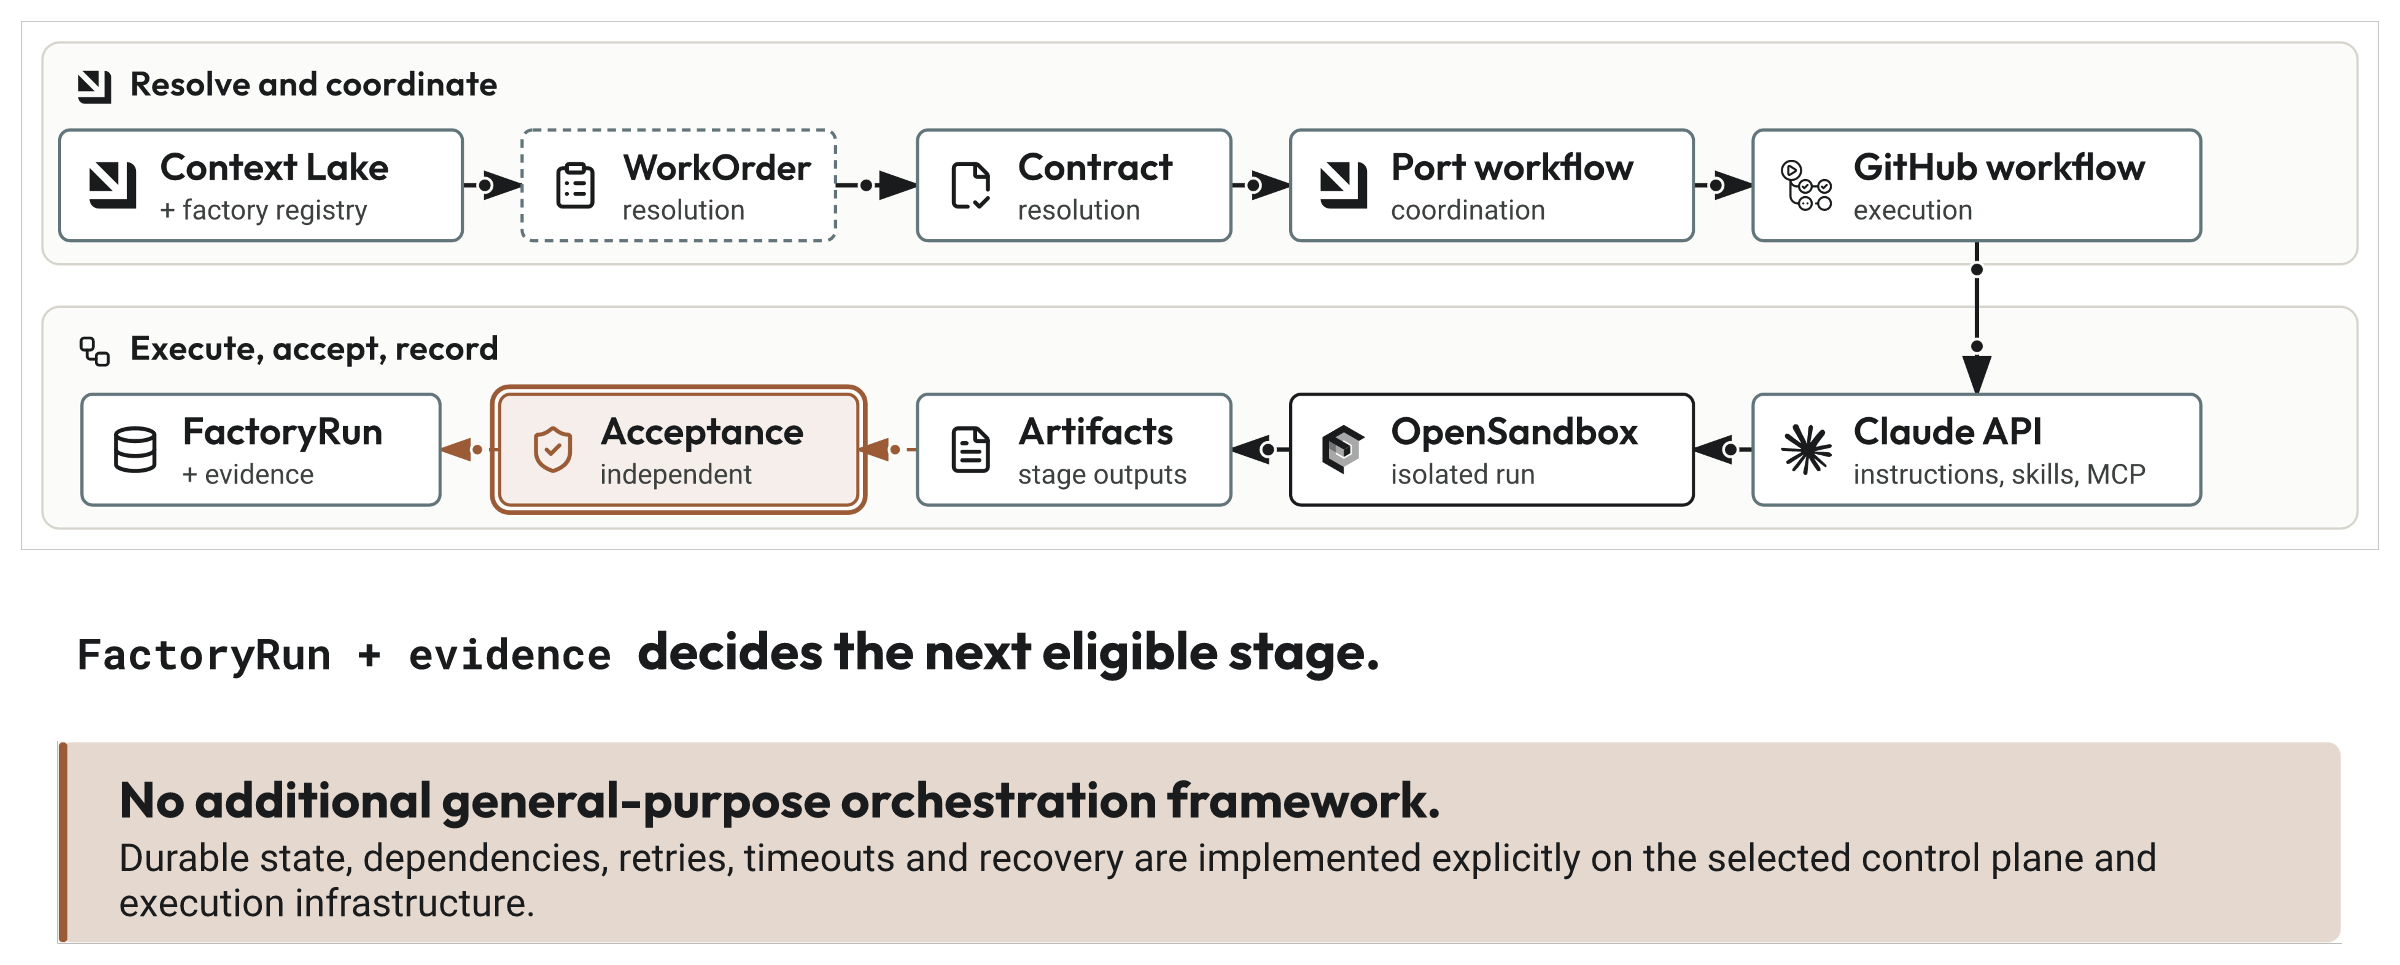 Resolve and coordinate
Context Lake
+ factory registry
WorkOrder
resolution
Contract
resolution
Port workflow
coordination
GitHub workflow
execution
Execute, accept, record
FactoryRun
+ evidence
Acceptance
independent
Artifacts
stage outputs
OpenSandbox
isolated run
Claude API
instructions, skills, MCP
FactoryRun + evidence decides the next eligible stage.
No additional general-purpose orchestration framework.
Durable state, dependencies, retries, timeouts and recovery are implemented explicitly on the selected control plane and
execution infrastructure.